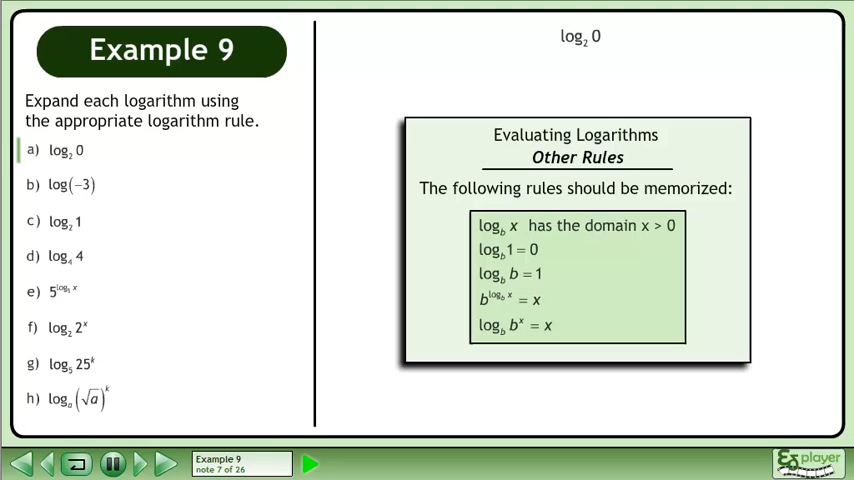 Example 9
Expand each logarithm using
the appropriate logarithm rule.
a) log₂ 0
b) log(−3)
c) log₂ 1
d) log₄ 4
e) 5^(log₅ x)
f) log₂ 2ˣ
g) log₅ 25ᵏ
h) logₐ (√a)ᵏ
log₂ 0
Evaluating Logarithms
Other Rules
The following rules should be memorized:
log_b x has the domain x > 0
log_b 1 = 0
log_b b = 1
b^(log_b x) = x
log_b bˣ = x
Example 9
note 7 of 26
player